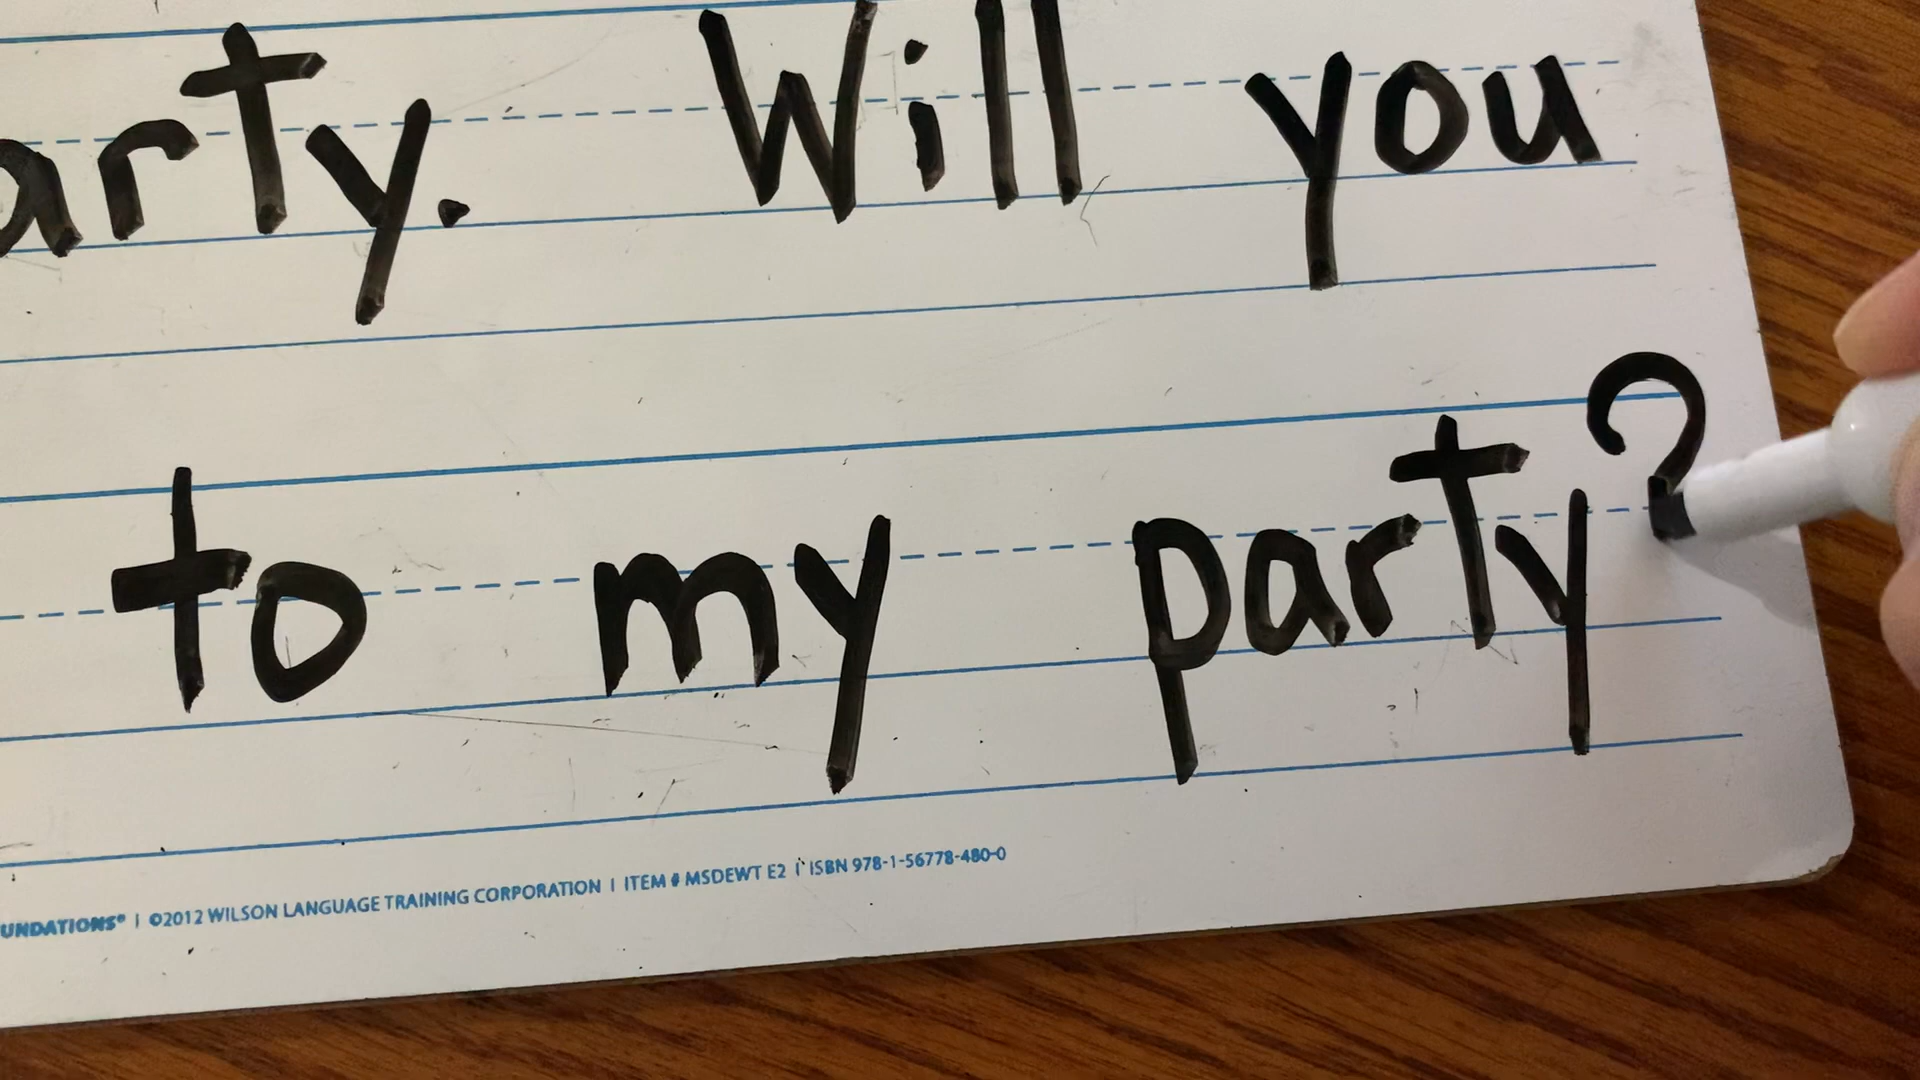 arty. Will you
to my party?
UNDATIONS® | ©2012 WILSON LANGUAGE TRAINING CORPORATION | ITEM # MSDEWT E2 | ISBN 978-1-56778-480-0